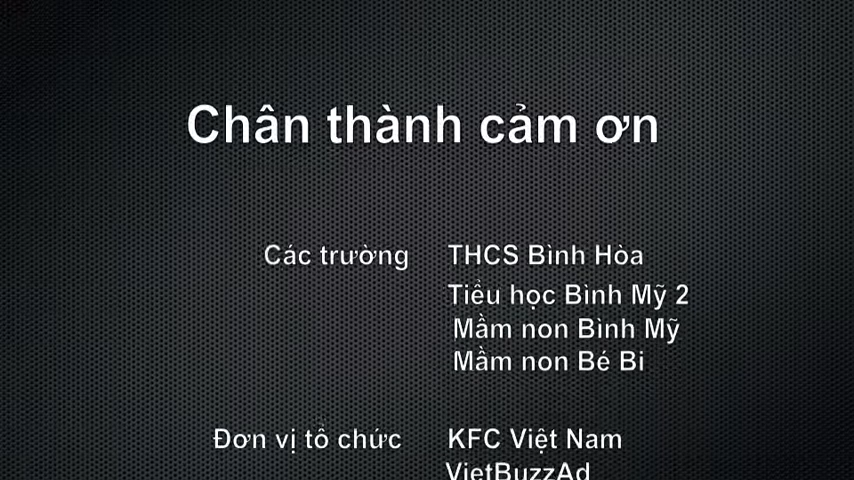 Chân thành cảm ơn
Các trường THCS Bình Hòa
Tiểu học Bình Mỹ 2
Mầm non Bình Mỹ
Mầm non Bé Bi
Đơn vị tổ chức KFC Việt Nam
VietBuzzAd